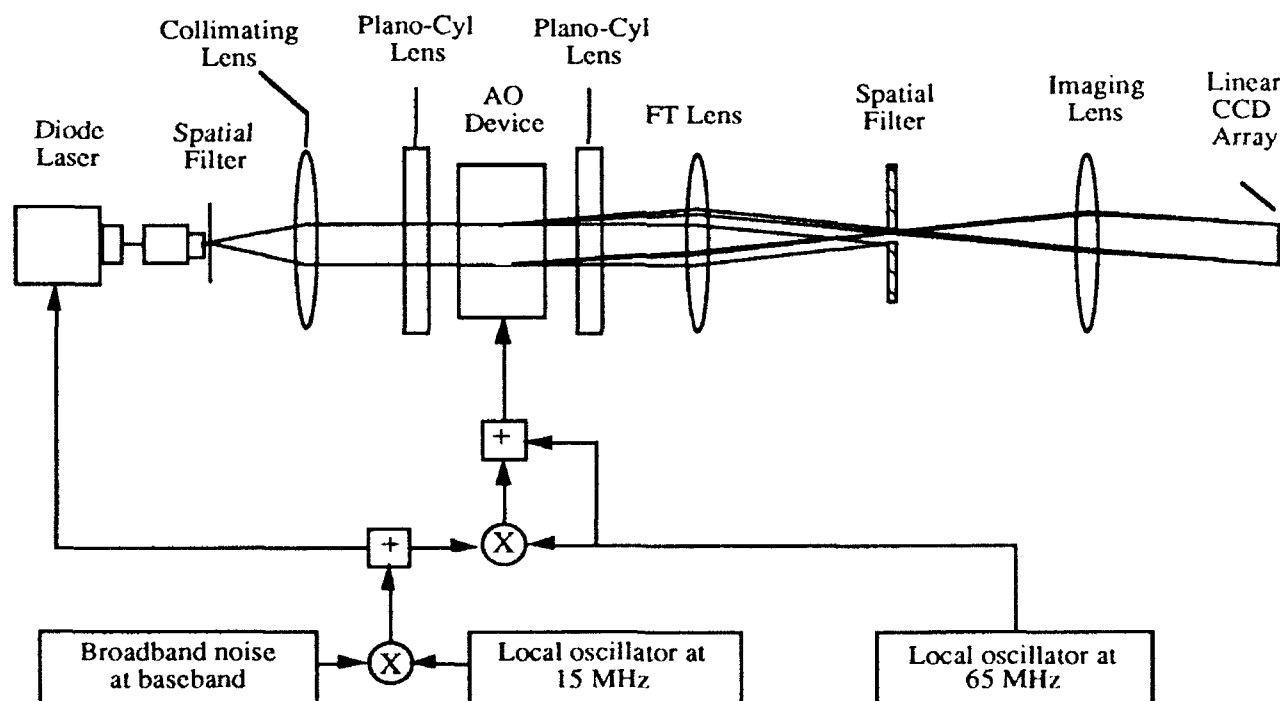 Collimating
Lens
Plano-Cyl
Lens
Plano-Cyl
Lens
AO
Device
FT Lens
Spatial
Filter
Imaging
Lens
Linear
CCD
Array
Diode
Laser
Spatial
Filter
+
+
X
X
Broadband noise
at baseband
Local oscillator at
15 MHz
Local oscillator at
65 MHz